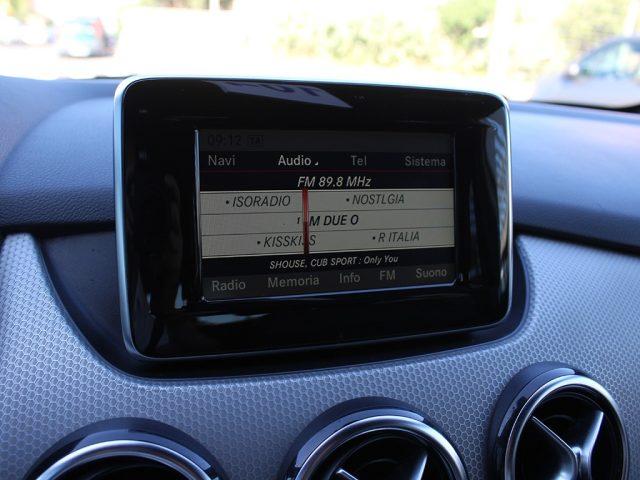 09:12 TA
Navi Audio Tel Sistema
FM 89.8 MHz
• ISORADIO • NOSTLGIA
M DUE O
• KISSKISS • R ITALIA
SHOUSE, CUB SPORT : Only You
Radio Memoria Info FM Suono